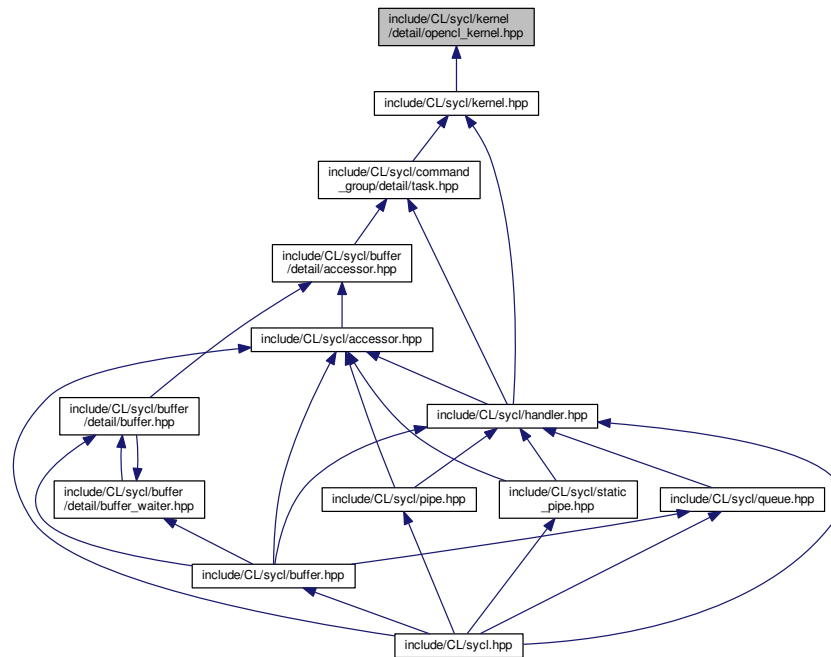 include/CL/sycl/kernel
/detail/opencl_kernel.hpp
include/CL/sycl/kernel.hpp
include/CL/sycl/command
_group/detail/task.hpp
include/CL/sycl/buffer
/detail/accessor.hpp
include/CL/sycl/accessor.hpp
include/CL/sycl/buffer
/detail/buffer.hpp
include/CL/sycl/handler.hpp
include/CL/sycl/buffer
/detail/buffer_waiter.hpp
include/CL/sycl/pipe.hpp
include/CL/sycl/static
_pipe.hpp
include/CL/sycl/queue.hpp
include/CL/sycl/buffer.hpp
include/CL/sycl.hpp